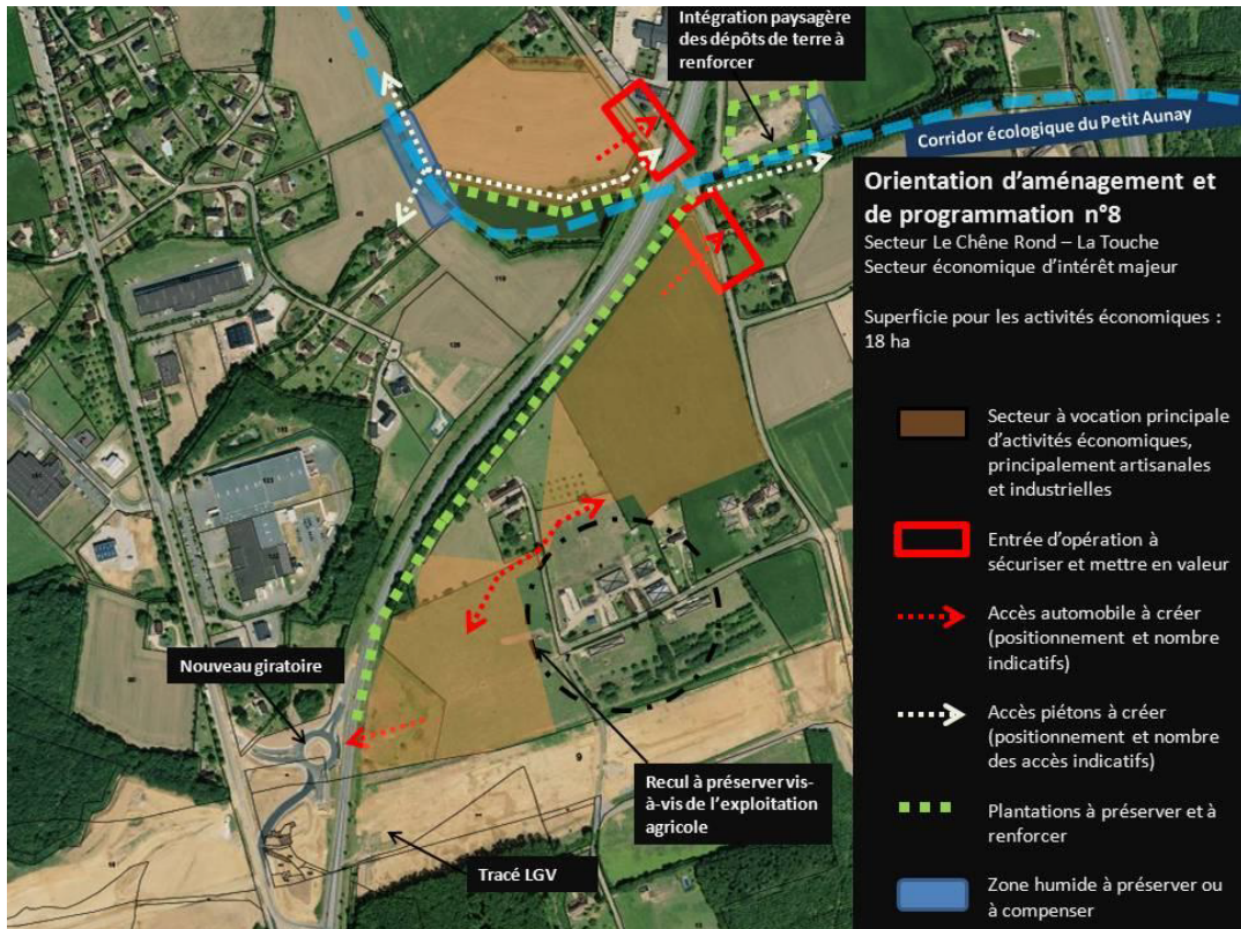 Intégration paysagère
des dépôts de terre à
renforcer
Corridor écologique du Petit Aunay
Orientation d’aménagement et
de programmation n°8
Secteur Le Chêne Rond – La Touche
Secteur économique d’intérêt majeur
Superficie pour les activités économiques :
18 ha
Secteur à vocation principale
d’activités économiques,
principalement artisanales
et industrielles
Entrée d’opération à
sécuriser et mettre en valeur
Accès automobile à créer
(positionnement et nombre
indicatifs)
Accès piétons à créer
(positionnement et nombre
des accès indicatifs)
Plantations à préserver et à
renforcer
Zone humide à préserver ou
à compenser
Nouveau giratoire
Recul à préserver vis-
à-vis de l’exploitation
agricole
Tracé LGV
119
3
9